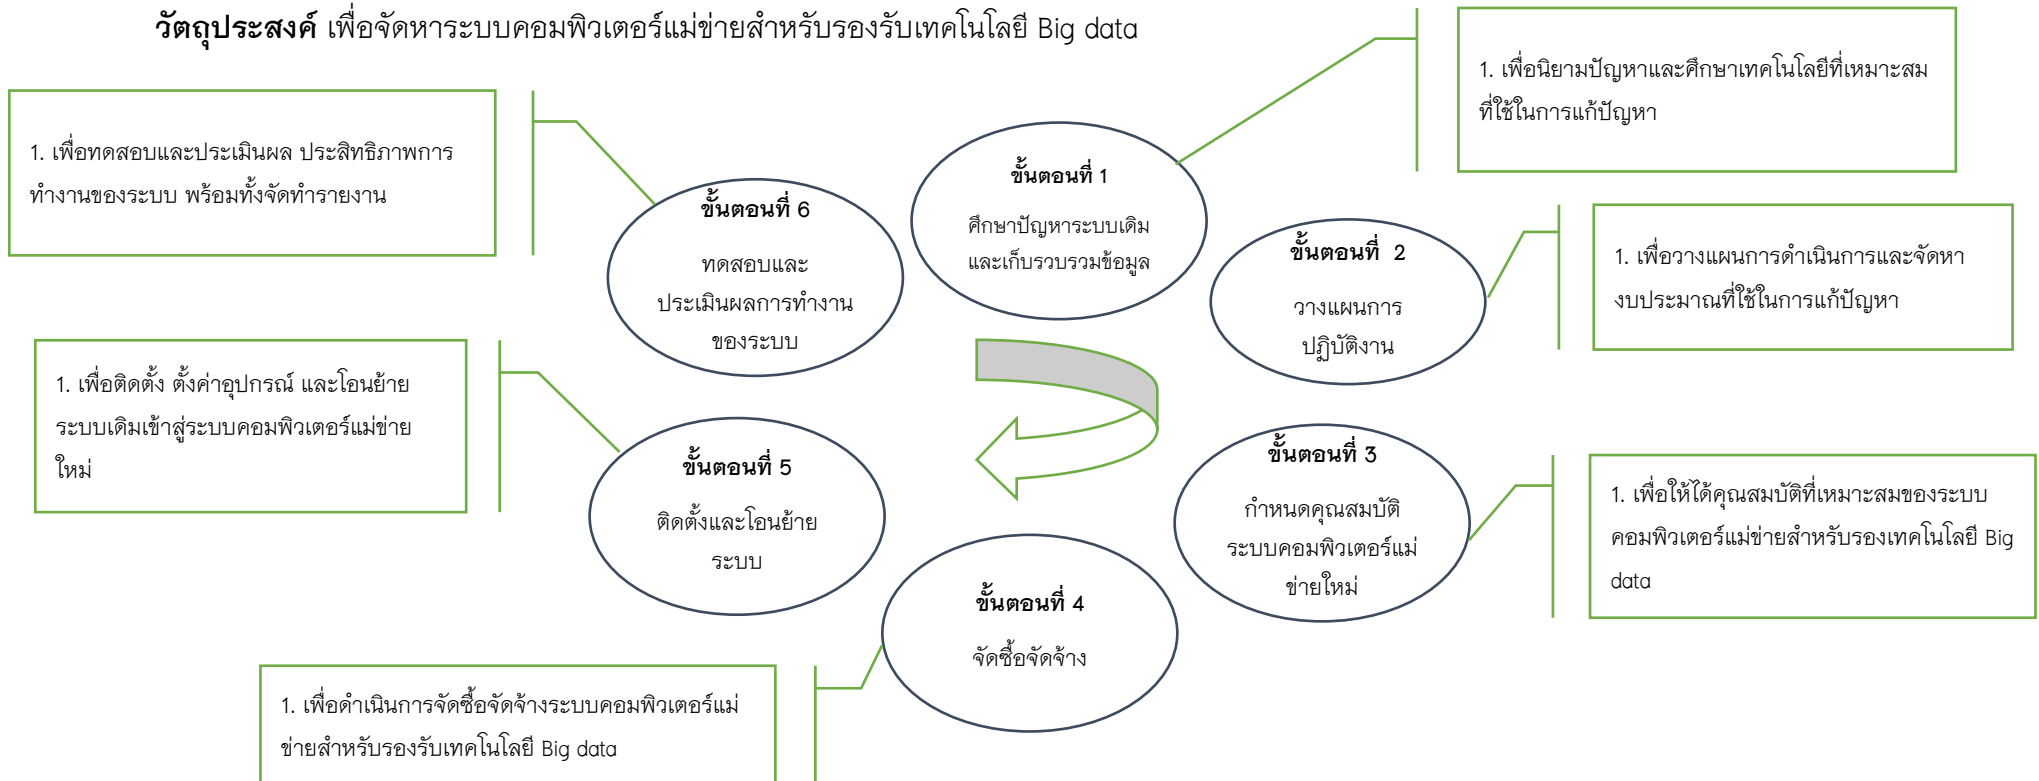 วัตถุประสงค์ เพื่อจัดหาระบบคอมพิวเตอร์แม่ข่ายสำหรับรองรับเทคโนโลยี Big data
1. เพื่อนิยามปัญหาและศึกษาเทคโนโลยีที่เหมาะสม
ที่ใช้ในการแก้ปัญหา
ขั้นตอนที่ 1
ศึกษาปัญหาระบบเดิม
และเก็บรวบรวมข้อมูล
ขั้นตอนที่ 2
วางแผนการ
ปฏิบัติงาน
1. เพื่อวางแผนการดำเนินการและจัดหา
งบประมาณที่ใช้ในการแก้ปัญหา
ขั้นตอนที่ 3
กำหนดคุณสมบัติ
ระบบคอมพิวเตอร์แม่
ข่ายใหม่
1. เพื่อให้ได้คุณสมบัติที่เหมาะสมของระบบ
คอมพิวเตอร์แม่ข่ายสำหรับรองเทคโนโลยี Big
data
ขั้นตอนที่ 4
จัดซื้อจัดจ้าง
1. เพื่อดำเนินการจัดซื้อจัดจ้างระบบคอมพิวเตอร์แม่
ข่ายสำหรับรองรับเทคโนโลยี Big data
ขั้นตอนที่ 5
ติดตั้งและโอนย้าย
ระบบ
1. เพื่อติดตั้ง ตั้งค่าอุปกรณ์ และโอนย้าย
ระบบเดิมเข้าสู่ระบบคอมพิวเตอร์แม่ข่าย
ใหม่
ขั้นตอนที่ 6
ทดสอบและ
ประเมินผลการทำงาน
ของระบบ
1. เพื่อทดสอบและประเมินผล ประสิทธิภาพการ
ทำงานของระบบ พร้อมทั้งจัดทำรายงาน